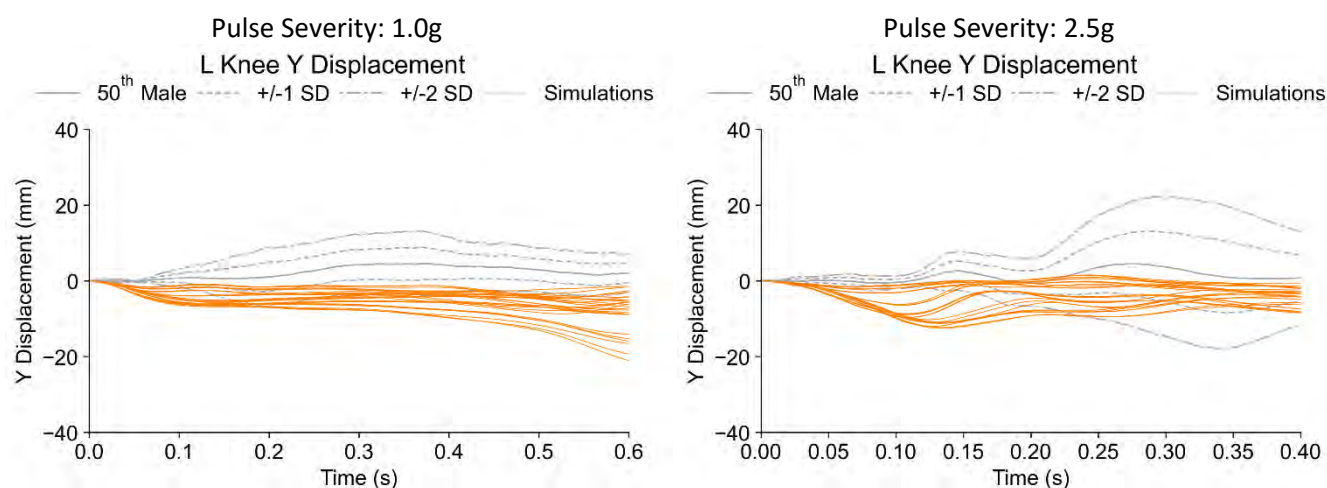 Pulse Severity: 1.0g
L Knee Y Displacement
50th Male +/-1 SD +/-2 SD Simulations
40
20
0
−20
−40
Y Displacement (mm)
0.0 0.1 0.2 0.3 0.4 0.5 0.6
Time (s)
Pulse Severity: 2.5g
L Knee Y Displacement
50th Male +/-1 SD +/-2 SD Simulations
40
20
0
−20
−40
Y Displacement (mm)
0.00 0.05 0.10 0.15 0.20 0.25 0.30 0.35 0.40
Time (s)